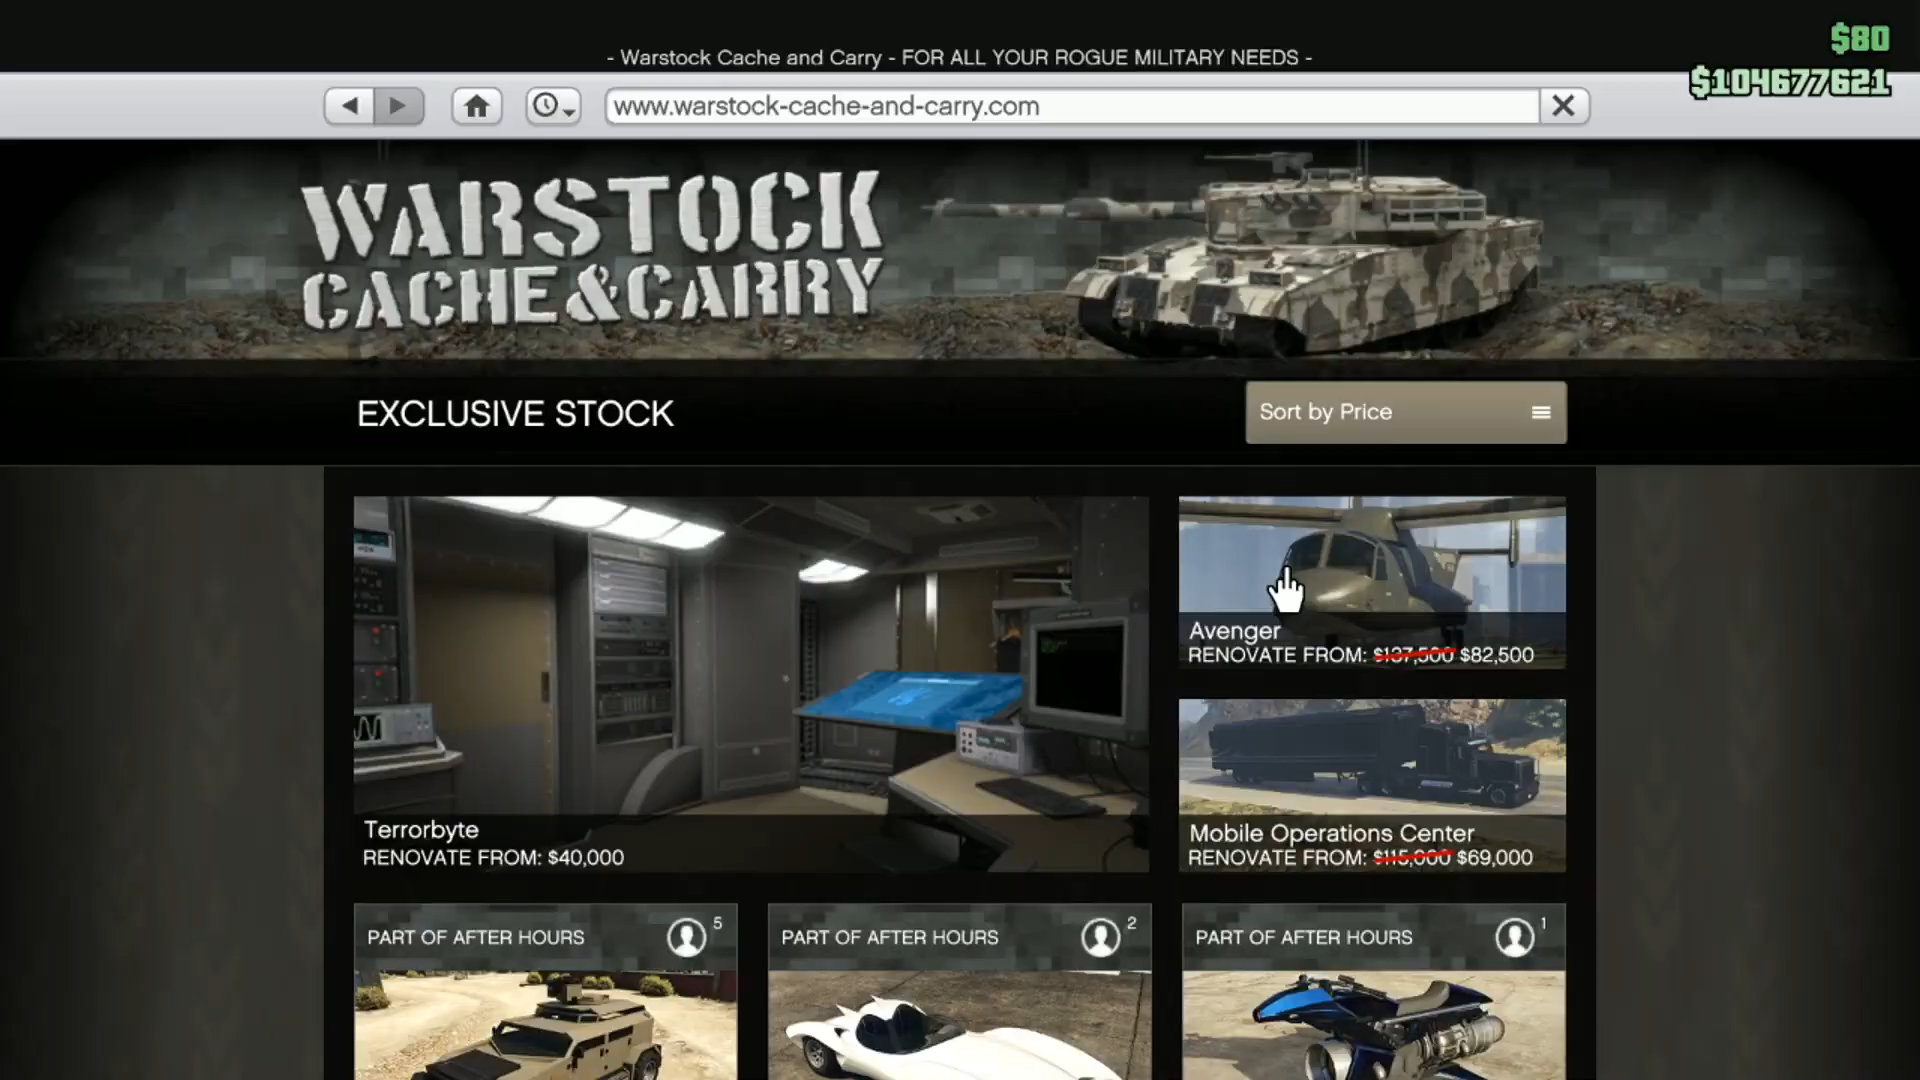 $80
- Warstock Cache and Carry - FOR ALL YOUR ROGUE MILITARY NEEDS -
$104677621
www.warstock-cache-and-carry.com
WARSTOCK
CACHE&CARRY
EXCLUSIVE STOCK
Sort by Price
Avenger
RENOVATE FROM: $137,500 $82,500
Terrorbyte
RENOVATE FROM: $40,000
Mobile Operations Center
RENOVATE FROM: $115,000 $69,000
PART OF AFTER HOURS 5
PART OF AFTER HOURS 2
PART OF AFTER HOURS 1